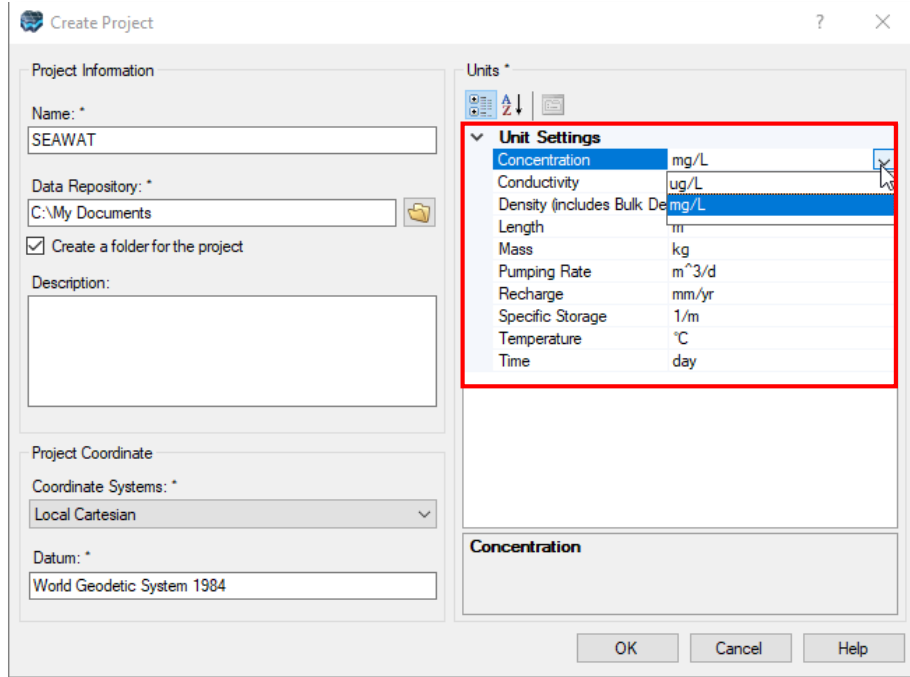 Create Project
?
Project Information
Name: *
SEAWAT
Data Repository: *
C:\My Documents
Create a folder for the project
Description:
Project Coordinate
Coordinate Systems: *
Local Cartesian
Datum: *
World Geodetic System 1984
Units *
Unit Settings
Concentration mg/L
Conductivity ug/L
Density (includes Bulk De mg/L
Length m
Mass kg
Pumping Rate m^3/d
Recharge mm/yr
Specific Storage 1/m
Temperature °C
Time day
Concentration
OK Cancel Help